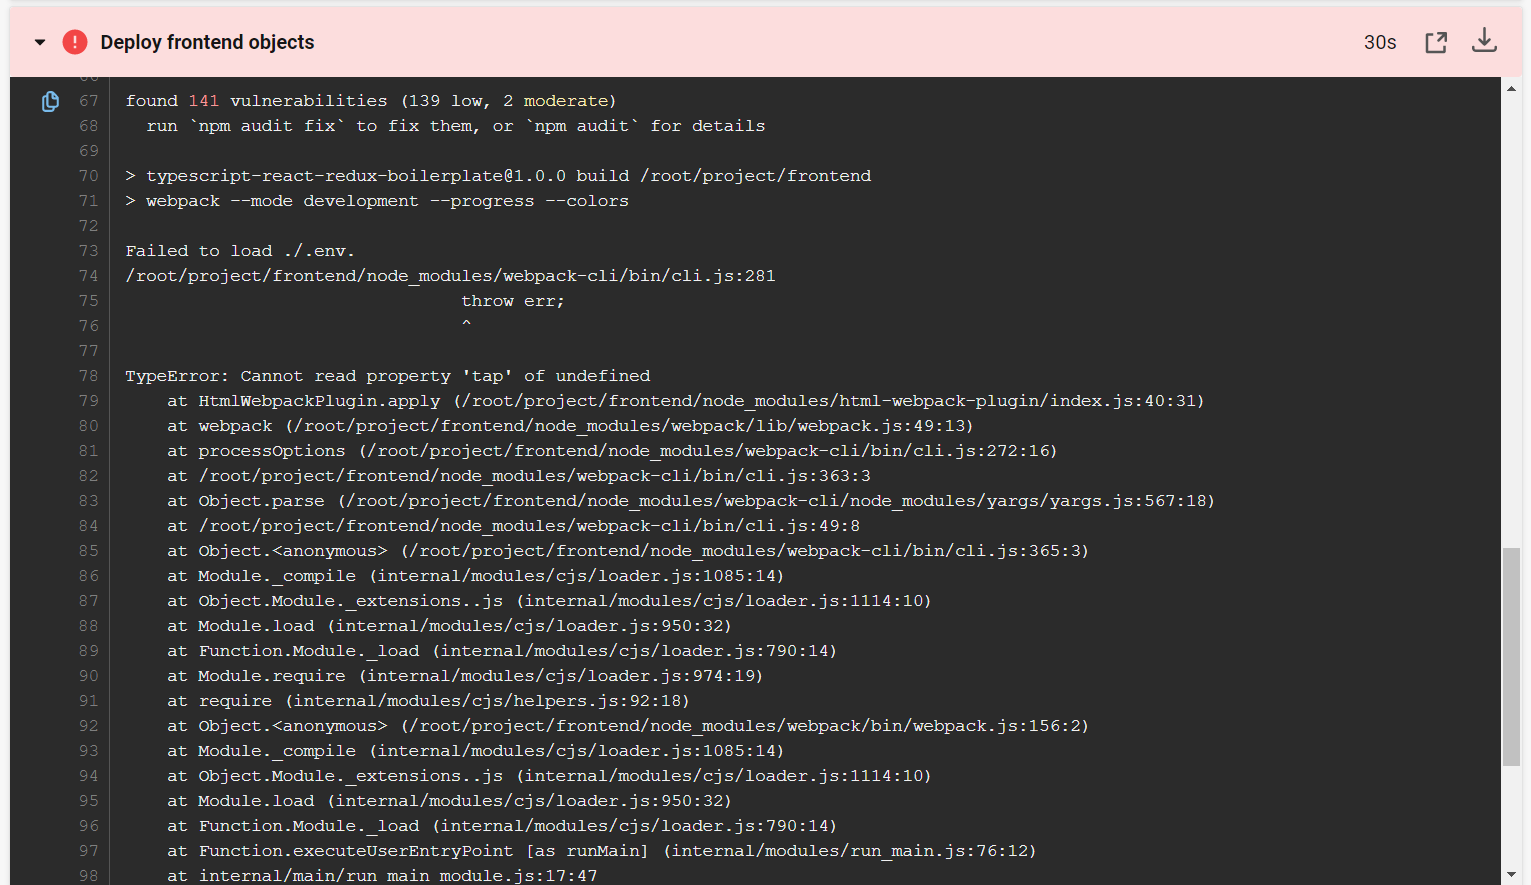 Deploy frontend objects
30s
67 found 141 vulnerabilities (139 low, 2 moderate)
68 run `npm audit fix` to fix them, or `npm audit` for details
69
70 > typescript-react-redux-boilerplate@1.0.0 build /root/project/frontend
71 > webpack --mode development --progress --colors
72
73 Failed to load ./.env.
74 /root/project/frontend/node_modules/webpack-cli/bin/cli.js:281
75 throw err;
76 ^
77
78 TypeError: Cannot read property 'tap' of undefined
79 at HtmlWebpackPlugin.apply (/root/project/frontend/node_modules/html-webpack-plugin/index.js:40:31)
80 at webpack (/root/project/frontend/node_modules/webpack/lib/webpack.js:49:13)
81 at processOptions (/root/project/frontend/node_modules/webpack-cli/bin/cli.js:272:16)
82 at /root/project/frontend/node_modules/webpack-cli/bin/cli.js:363:3
83 at Object.parse (/root/project/frontend/node_modules/webpack-cli/node_modules/yargs/yargs.js:567:18)
84 at /root/project/frontend/node_modules/webpack-cli/bin/cli.js:49:8
85 at Object.<anonymous> (/root/project/frontend/node_modules/webpack-cli/bin/cli.js:365:3)
86 at Module._compile (internal/modules/cjs/loader.js:1085:14)
87 at Object.Module._extensions..js (internal/modules/cjs/loader.js:1114:10)
88 at Module.load (internal/modules/cjs/loader.js:950:32)
89 at Function.Module._load (internal/modules/cjs/loader.js:790:14)
90 at Module.require (internal/modules/cjs/loader.js:974:19)
91 at require (internal/modules/cjs/helpers.js:92:18)
92 at Object.<anonymous> (/root/project/frontend/node_modules/webpack/bin/webpack.js:156:2)
93 at Module._compile (internal/modules/cjs/loader.js:1085:14)
94 at Object.Module._extensions..js (internal/modules/cjs/loader.js:1114:10)
95 at Module.load (internal/modules/cjs/loader.js:950:32)
96 at Function.Module._load (internal/modules/cjs/loader.js:790:14)
97 at Function.executeUserEntryPoint [as runMain] (internal/modules/run_main.js:76:12)
98 at internal/main/run_main_module.js:17:47